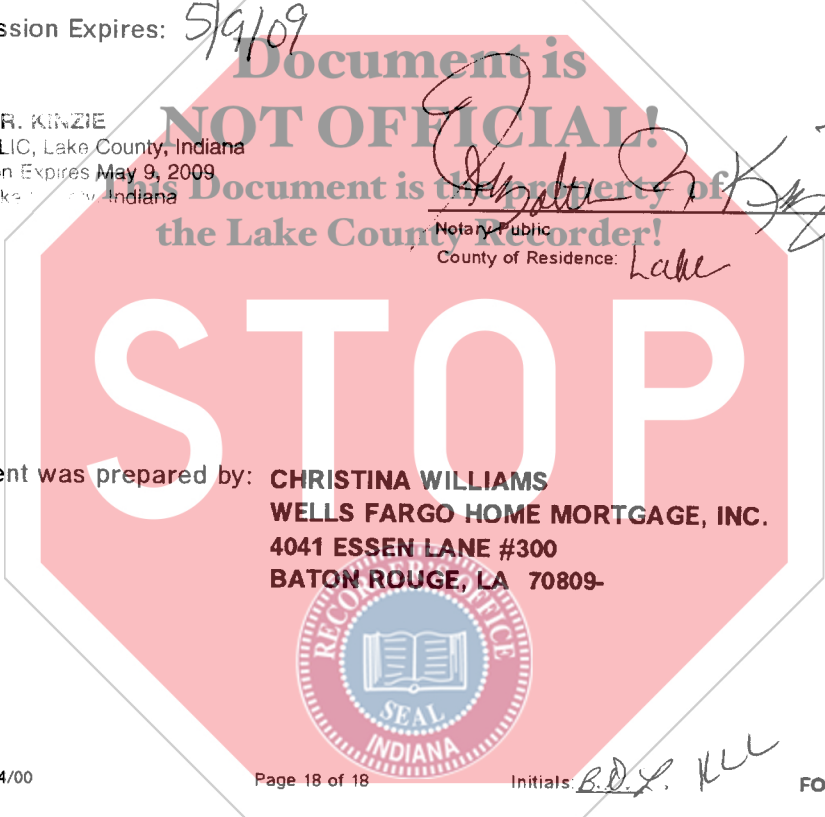 ssion Expires: 5/9/09
Document is
NOT OFFICIAL!
This Document is the property of
the Lake County Recorder!
R. KINZIE
LIC, Lake County, Indiana
n Expires May 9, 2009
Indiana
Notary Public
County of Residence: Lake
STOP
ent was prepared by: CHRISTINA WILLIAMS
WELLS FARGO HOME MORTGAGE, INC.
4041 ESSEN LANE #300
BATON ROUGE, LA 70809-
RECORDER'S OFFICE
SEAL
INDIANA
4/00 Page 18 of 18 Initials: B.D.L. KLL FO